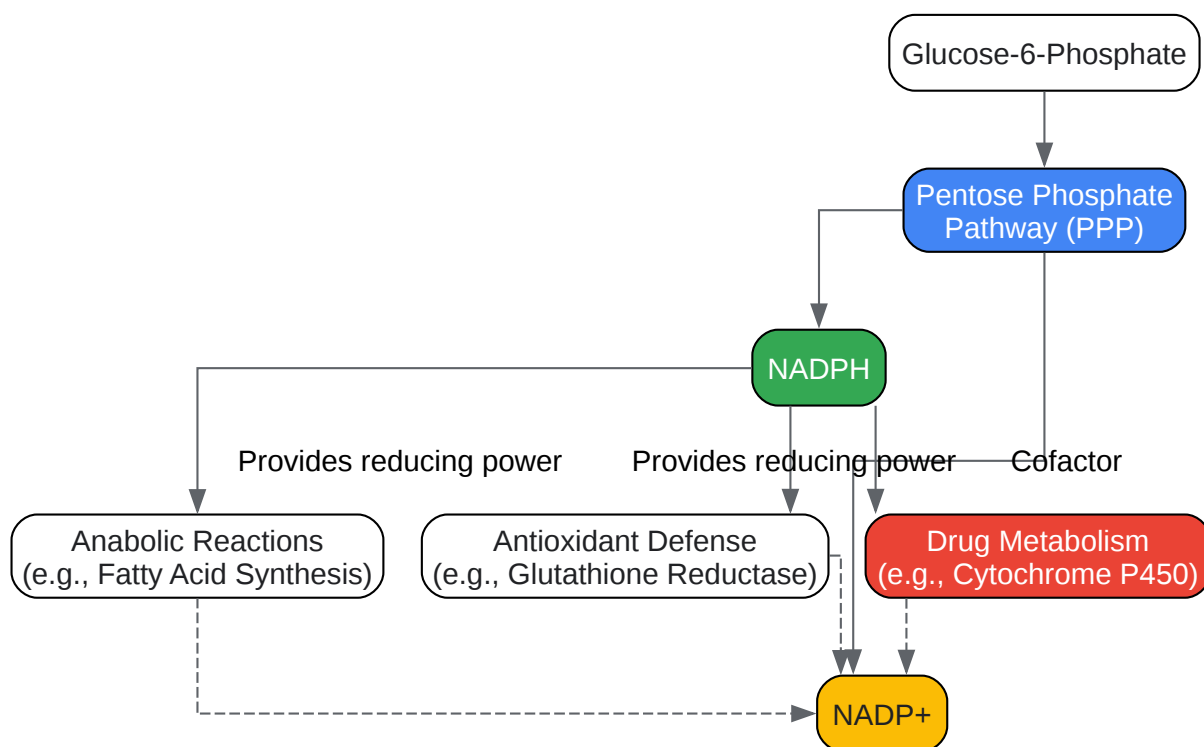 Glucose-6-Phosphate
Pentose Phosphate
Pathway (PPP)
NADPH
Provides reducing power
Provides reducing power
Cofactor
Anabolic Reactions
(e.g., Fatty Acid Synthesis)
Antioxidant Defense
(e.g., Glutathione Reductase)
Drug Metabolism
(e.g., Cytochrome P450)
NADP+